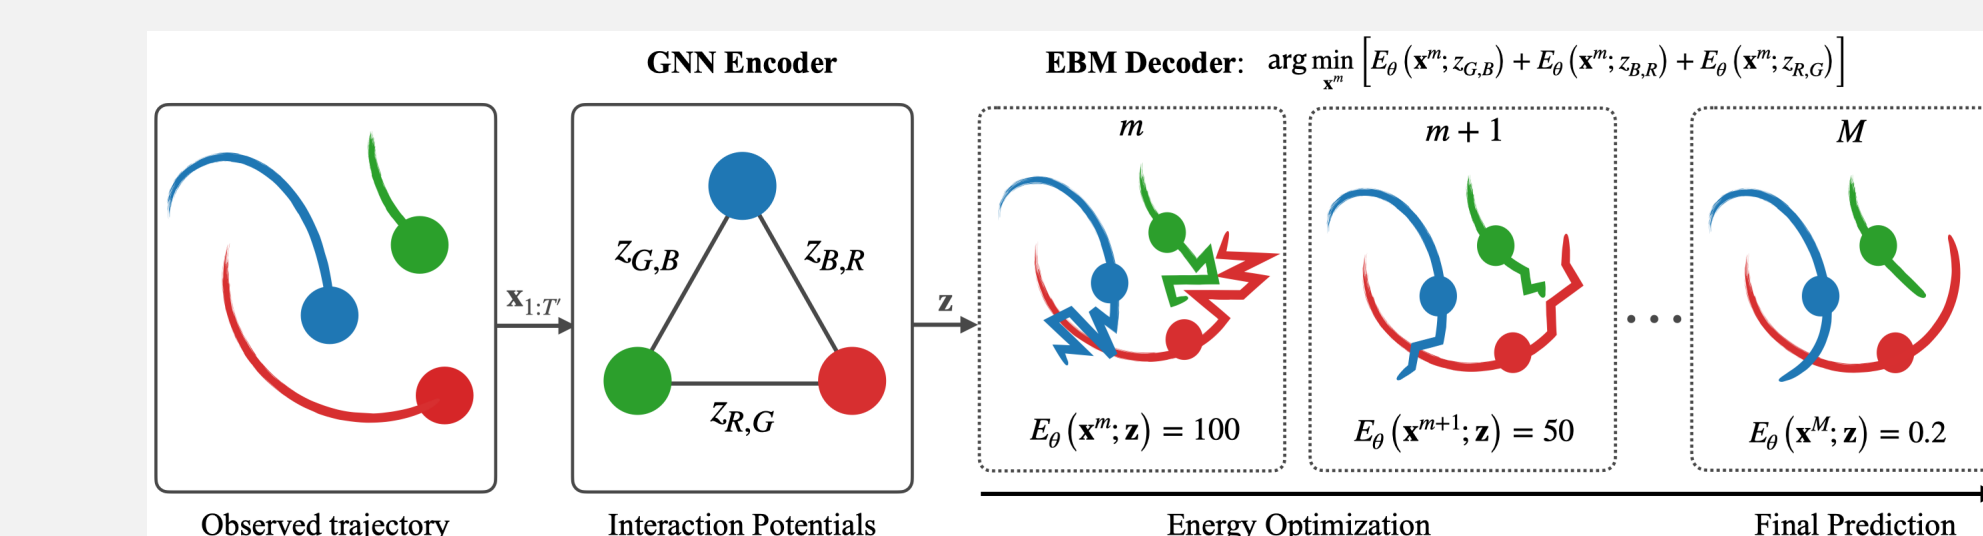 GNN Encoder
EBM Decoder: arg min_{x^m} [E_θ(x^m; z_{G,B}) + E_θ(x^m; z_{B,R}) + E_θ(x^m; z_{R,G})]
m
m + 1
M
z_{G,B}
z_{B,R}
x_{1:T′}
z
...
z_{R,G}
E_θ(x^m; z) = 100
E_θ(x^{m+1}; z) = 50
E_θ(x^M; z) = 0.2
Observed trajectory
Interaction Potentials
Energy Optimization
Final Prediction